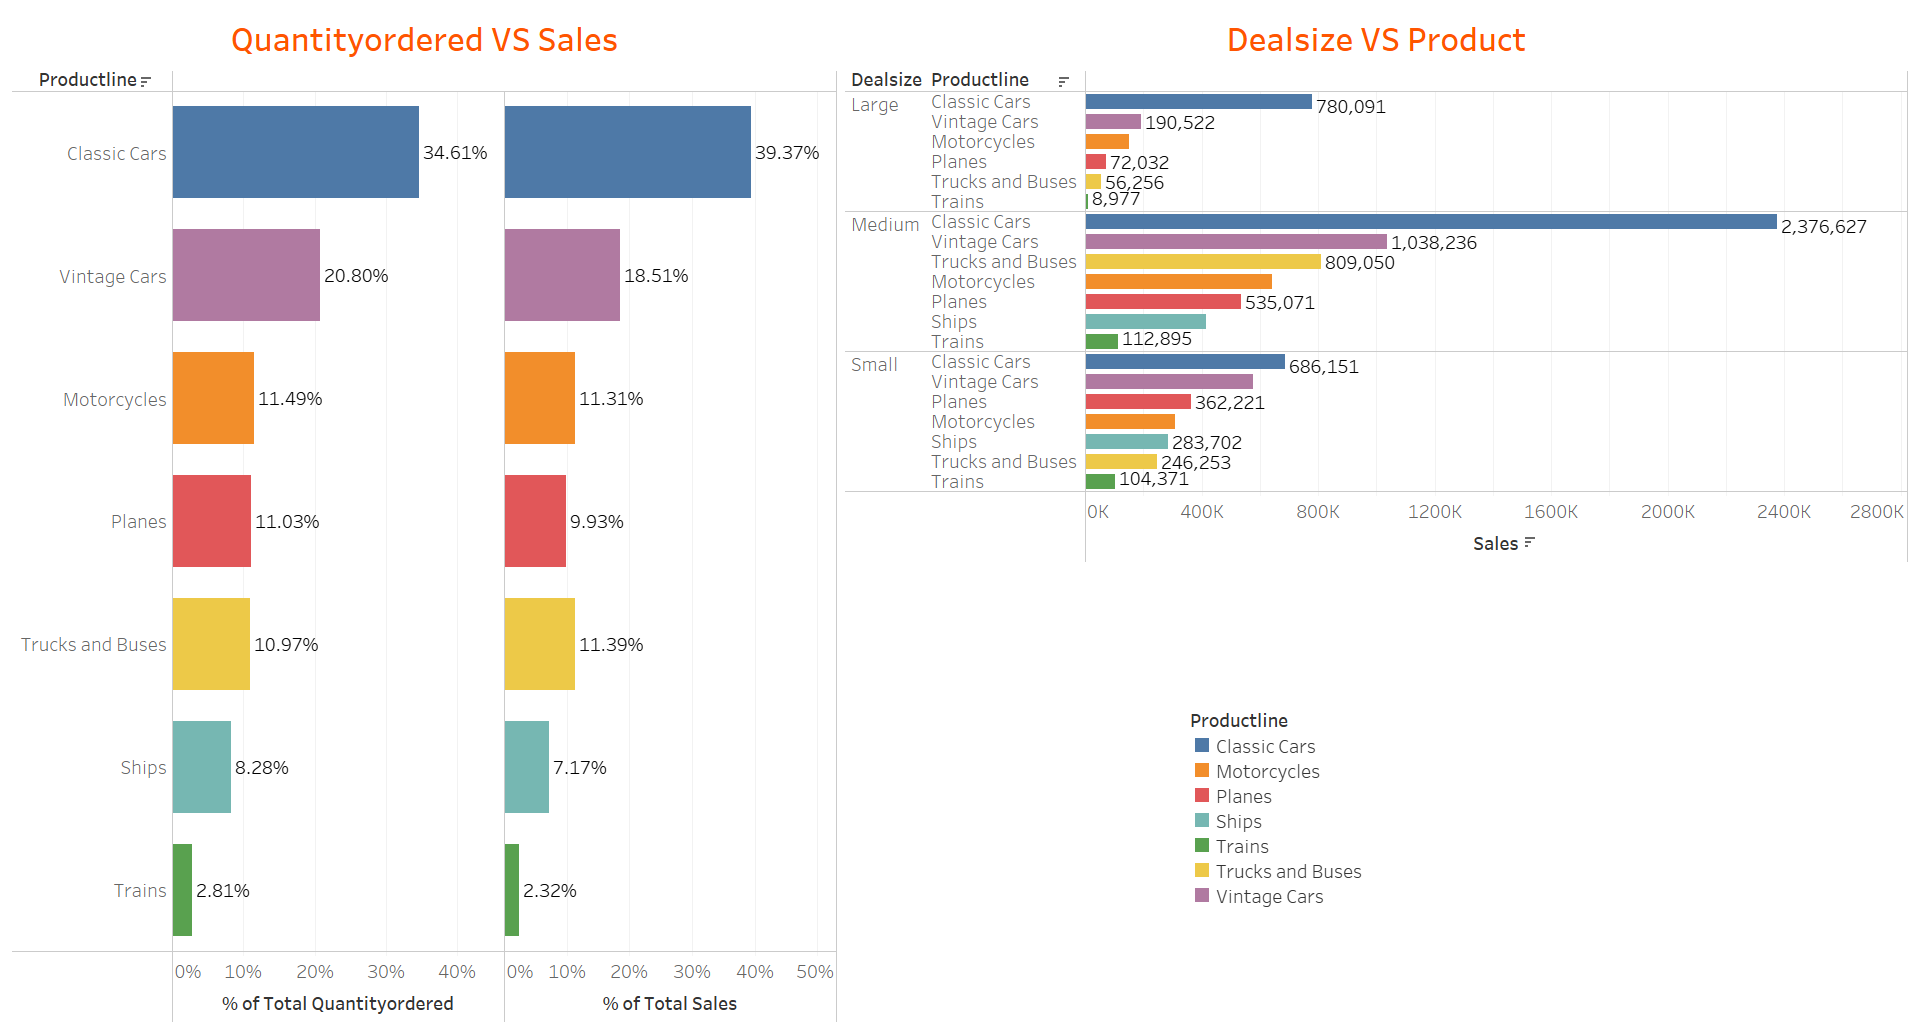 Quantityordered VS Sales
Productline
Classic Cars 34.61% 39.37%
Vintage Cars 20.80% 18.51%
Motorcycles 11.49% 11.31%
Planes 11.03% 9.93%
Trucks and Buses 10.97% 11.39%
Ships 8.28% 7.17%
Trains 2.81% 2.32%
0% 10% 20% 30% 40% 0% 10% 20% 30% 40% 50%
% of Total Quantityordered % of Total Sales
Dealsize VS Product
Dealsize Productline
Large Classic Cars 780,091
Vintage Cars 190,522
Motorcycles
Planes 72,032
Trucks and Buses 56,256
Trains 8,977
Medium Classic Cars 2,376,627
Vintage Cars 1,038,236
Trucks and Buses 809,050
Motorcycles
Planes 535,071
Ships
Trains 112,895
Small Classic Cars 686,151
Vintage Cars
Planes 362,221
Motorcycles
Ships 283,702
Trucks and Buses 246,253
Trains 104,371
0K 400K 800K 1200K 1600K 2000K 2400K 2800K
Sales
Productline
Classic Cars
Motorcycles
Planes
Ships
Trains
Trucks and Buses
Vintage Cars